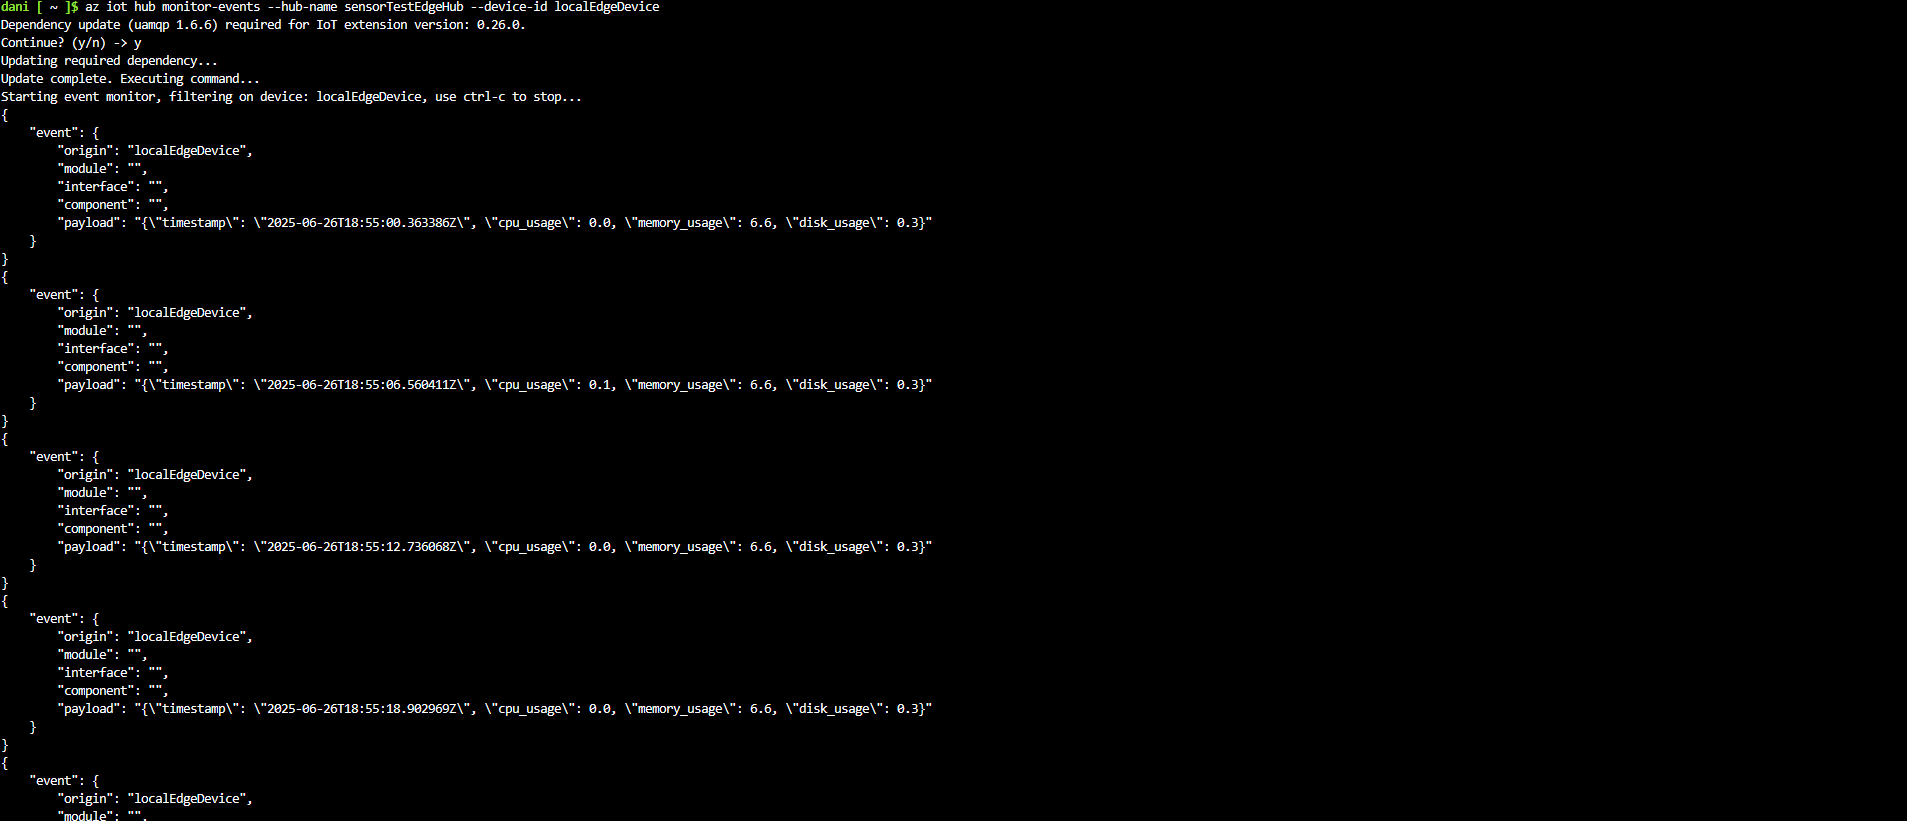 dani [ ~ ]$ az iot hub monitor-events --hub-name sensorTestEdgeHub --device-id localEdgeDevice
Dependency update (uamqp 1.6.6) required for IoT extension version: 0.26.0.
Continue? (y/n) -> y
Updating required dependency...
Update complete. Executing command...
Starting event monitor, filtering on device: localEdgeDevice, use ctrl-c to stop...
{
    "event": {
        "origin": "localEdgeDevice",
        "module": "",
        "interface": "",
        "component": "",
        "payload": "{\"timestamp\": \"2025-06-26T18:55:00.363386Z\", \"cpu_usage\": 0.0, \"memory_usage\": 6.6, \"disk_usage\": 0.3}"
    }
}
{
    "event": {
        "origin": "localEdgeDevice",
        "module": "",
        "interface": "",
        "component": "",
        "payload": "{\"timestamp\": \"2025-06-26T18:55:06.560411Z\", \"cpu_usage\": 0.1, \"memory_usage\": 6.6, \"disk_usage\": 0.3}"
    }
}
{
    "event": {
        "origin": "localEdgeDevice",
        "module": "",
        "interface": "",
        "component": "",
        "payload": "{\"timestamp\": \"2025-06-26T18:55:12.736068Z\", \"cpu_usage\": 0.0, \"memory_usage\": 6.6, \"disk_usage\": 0.3}"
    }
}
{
    "event": {
        "origin": "localEdgeDevice",
        "module": "",
        "interface": "",
        "component": "",
        "payload": "{\"timestamp\": \"2025-06-26T18:55:18.902969Z\", \"cpu_usage\": 0.0, \"memory_usage\": 6.6, \"disk_usage\": 0.3}"
    }
}
{
    "event": {
        "origin": "localEdgeDevice",
        "module": "",